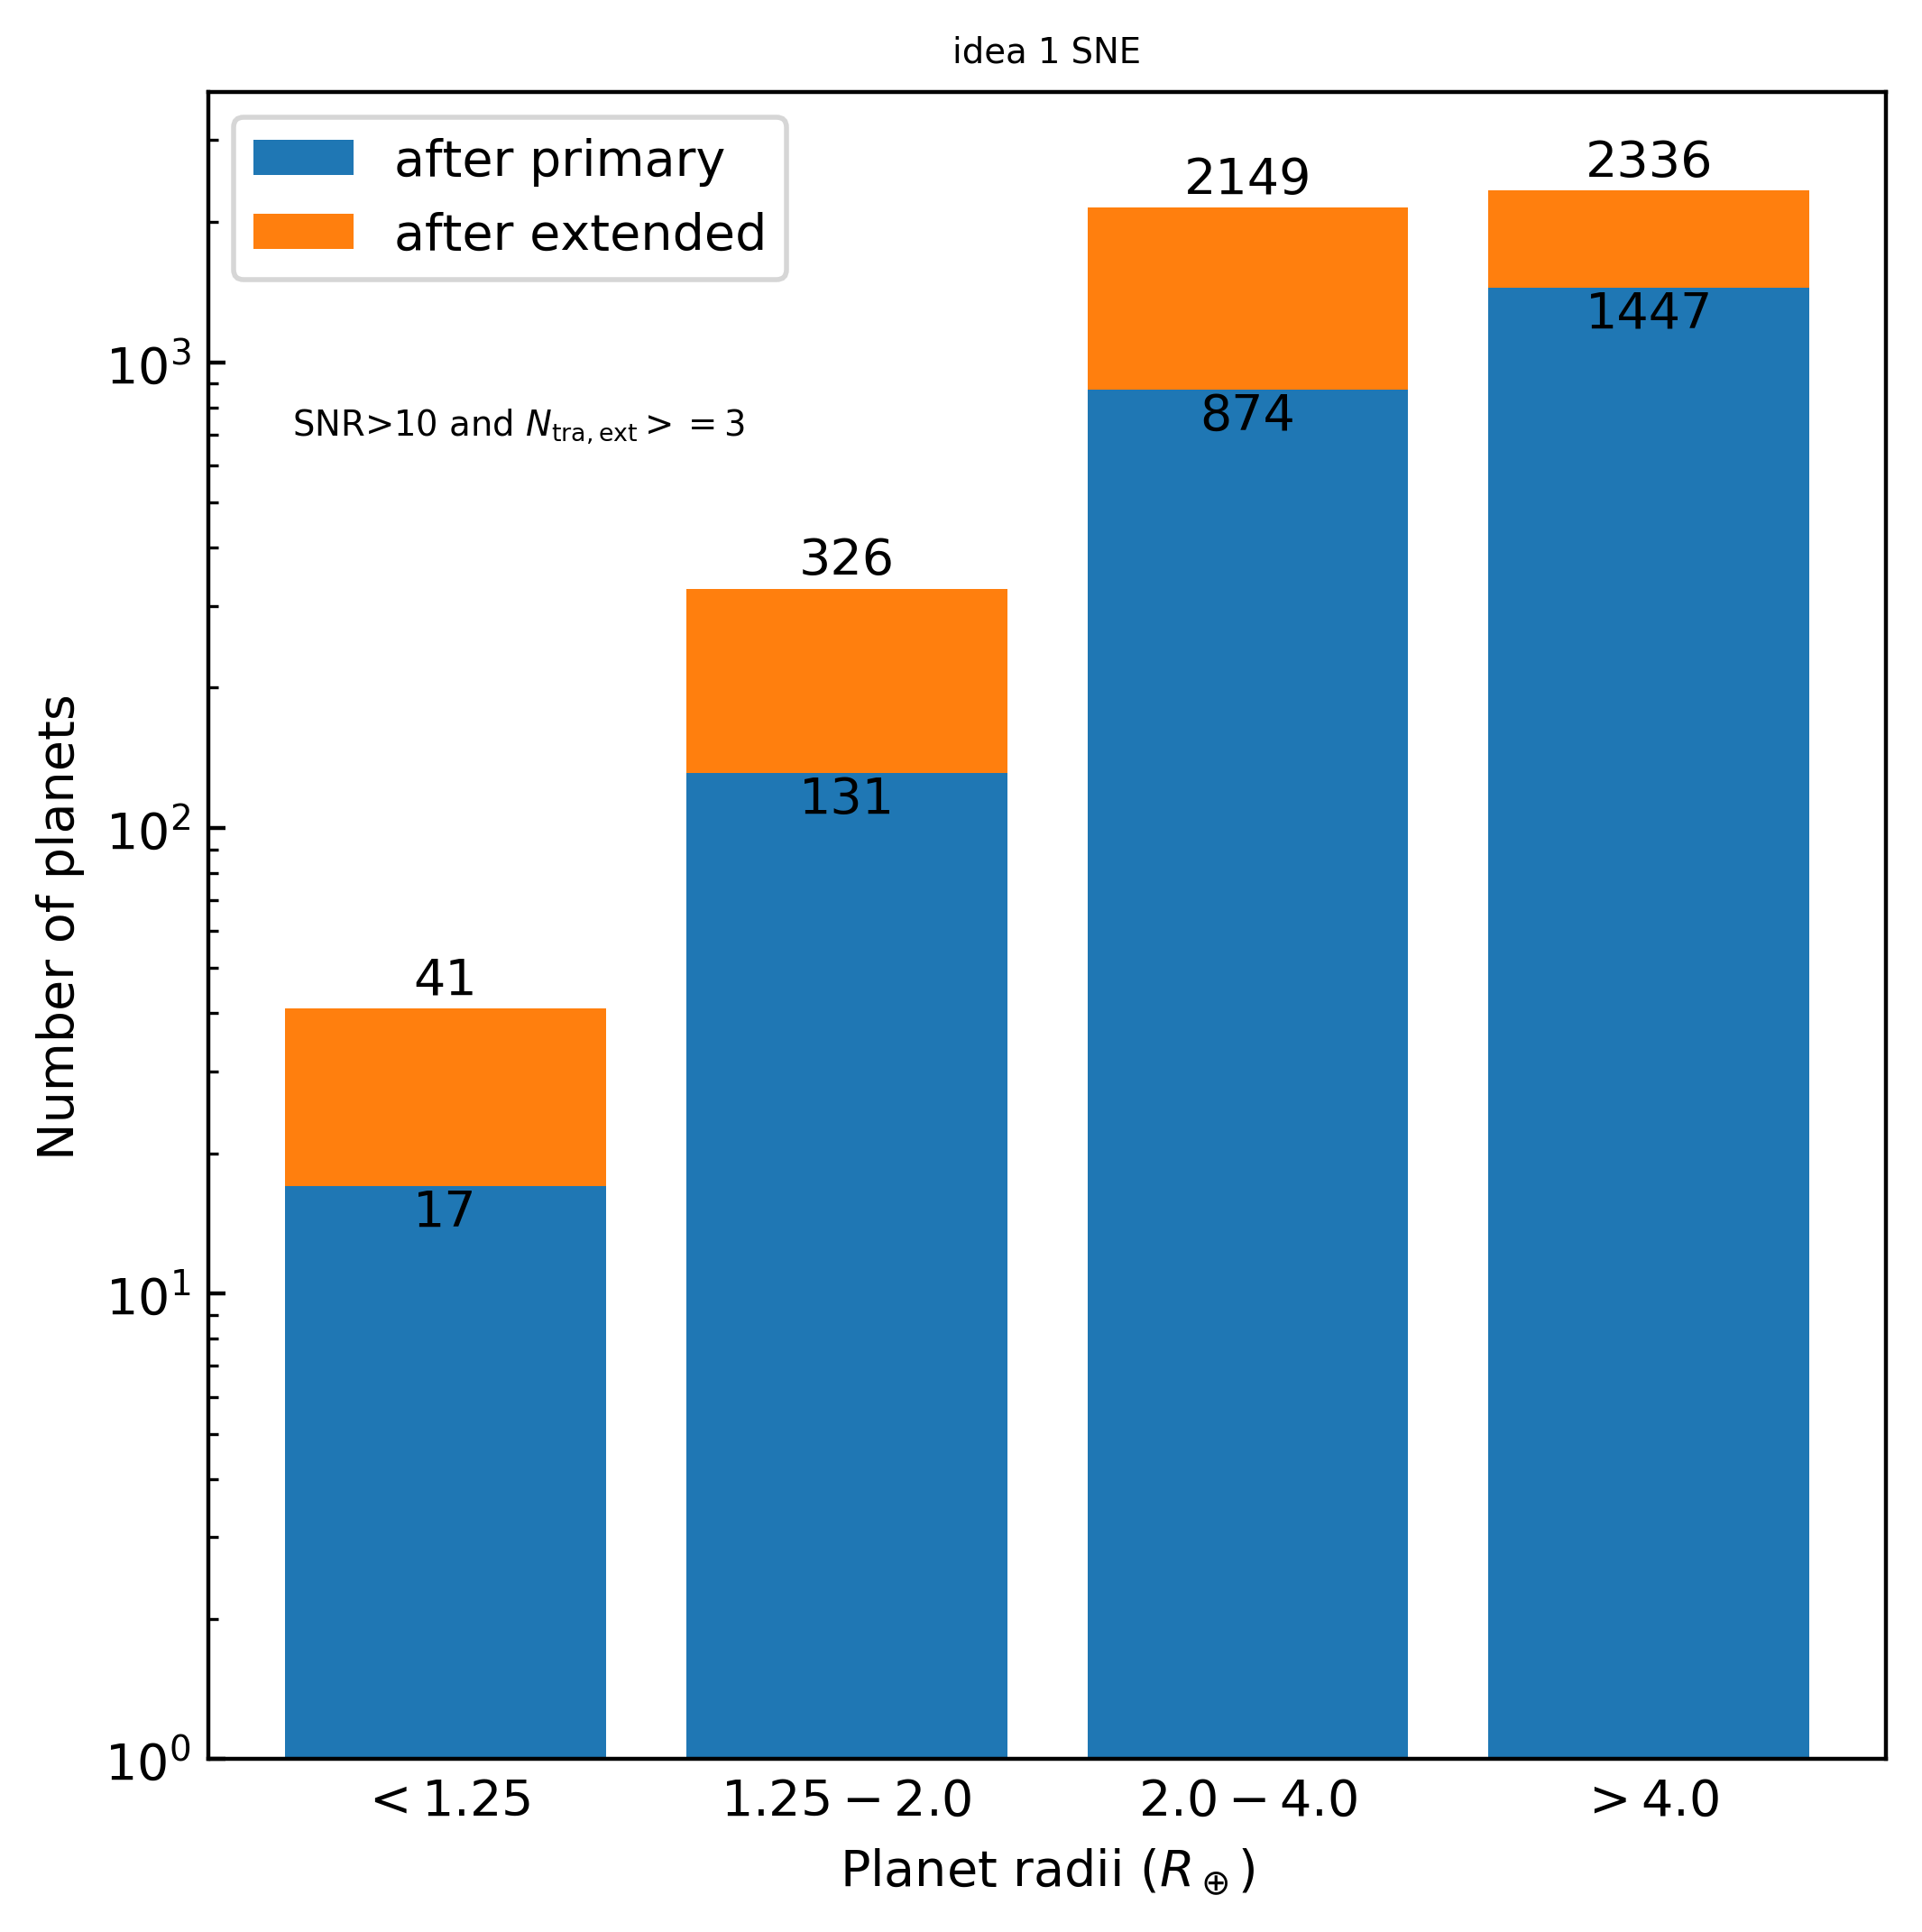 idea 1 SNE
after primary
after extended
SNR>10 and N_tra,ext >=3
2336
2149
1447
874
326
131
41
17
10^3
10^2
10^1
10^0
Number of planets
<1.25
1.25−2.0
2.0−4.0
>4.0
Planet radii (R_⊕)